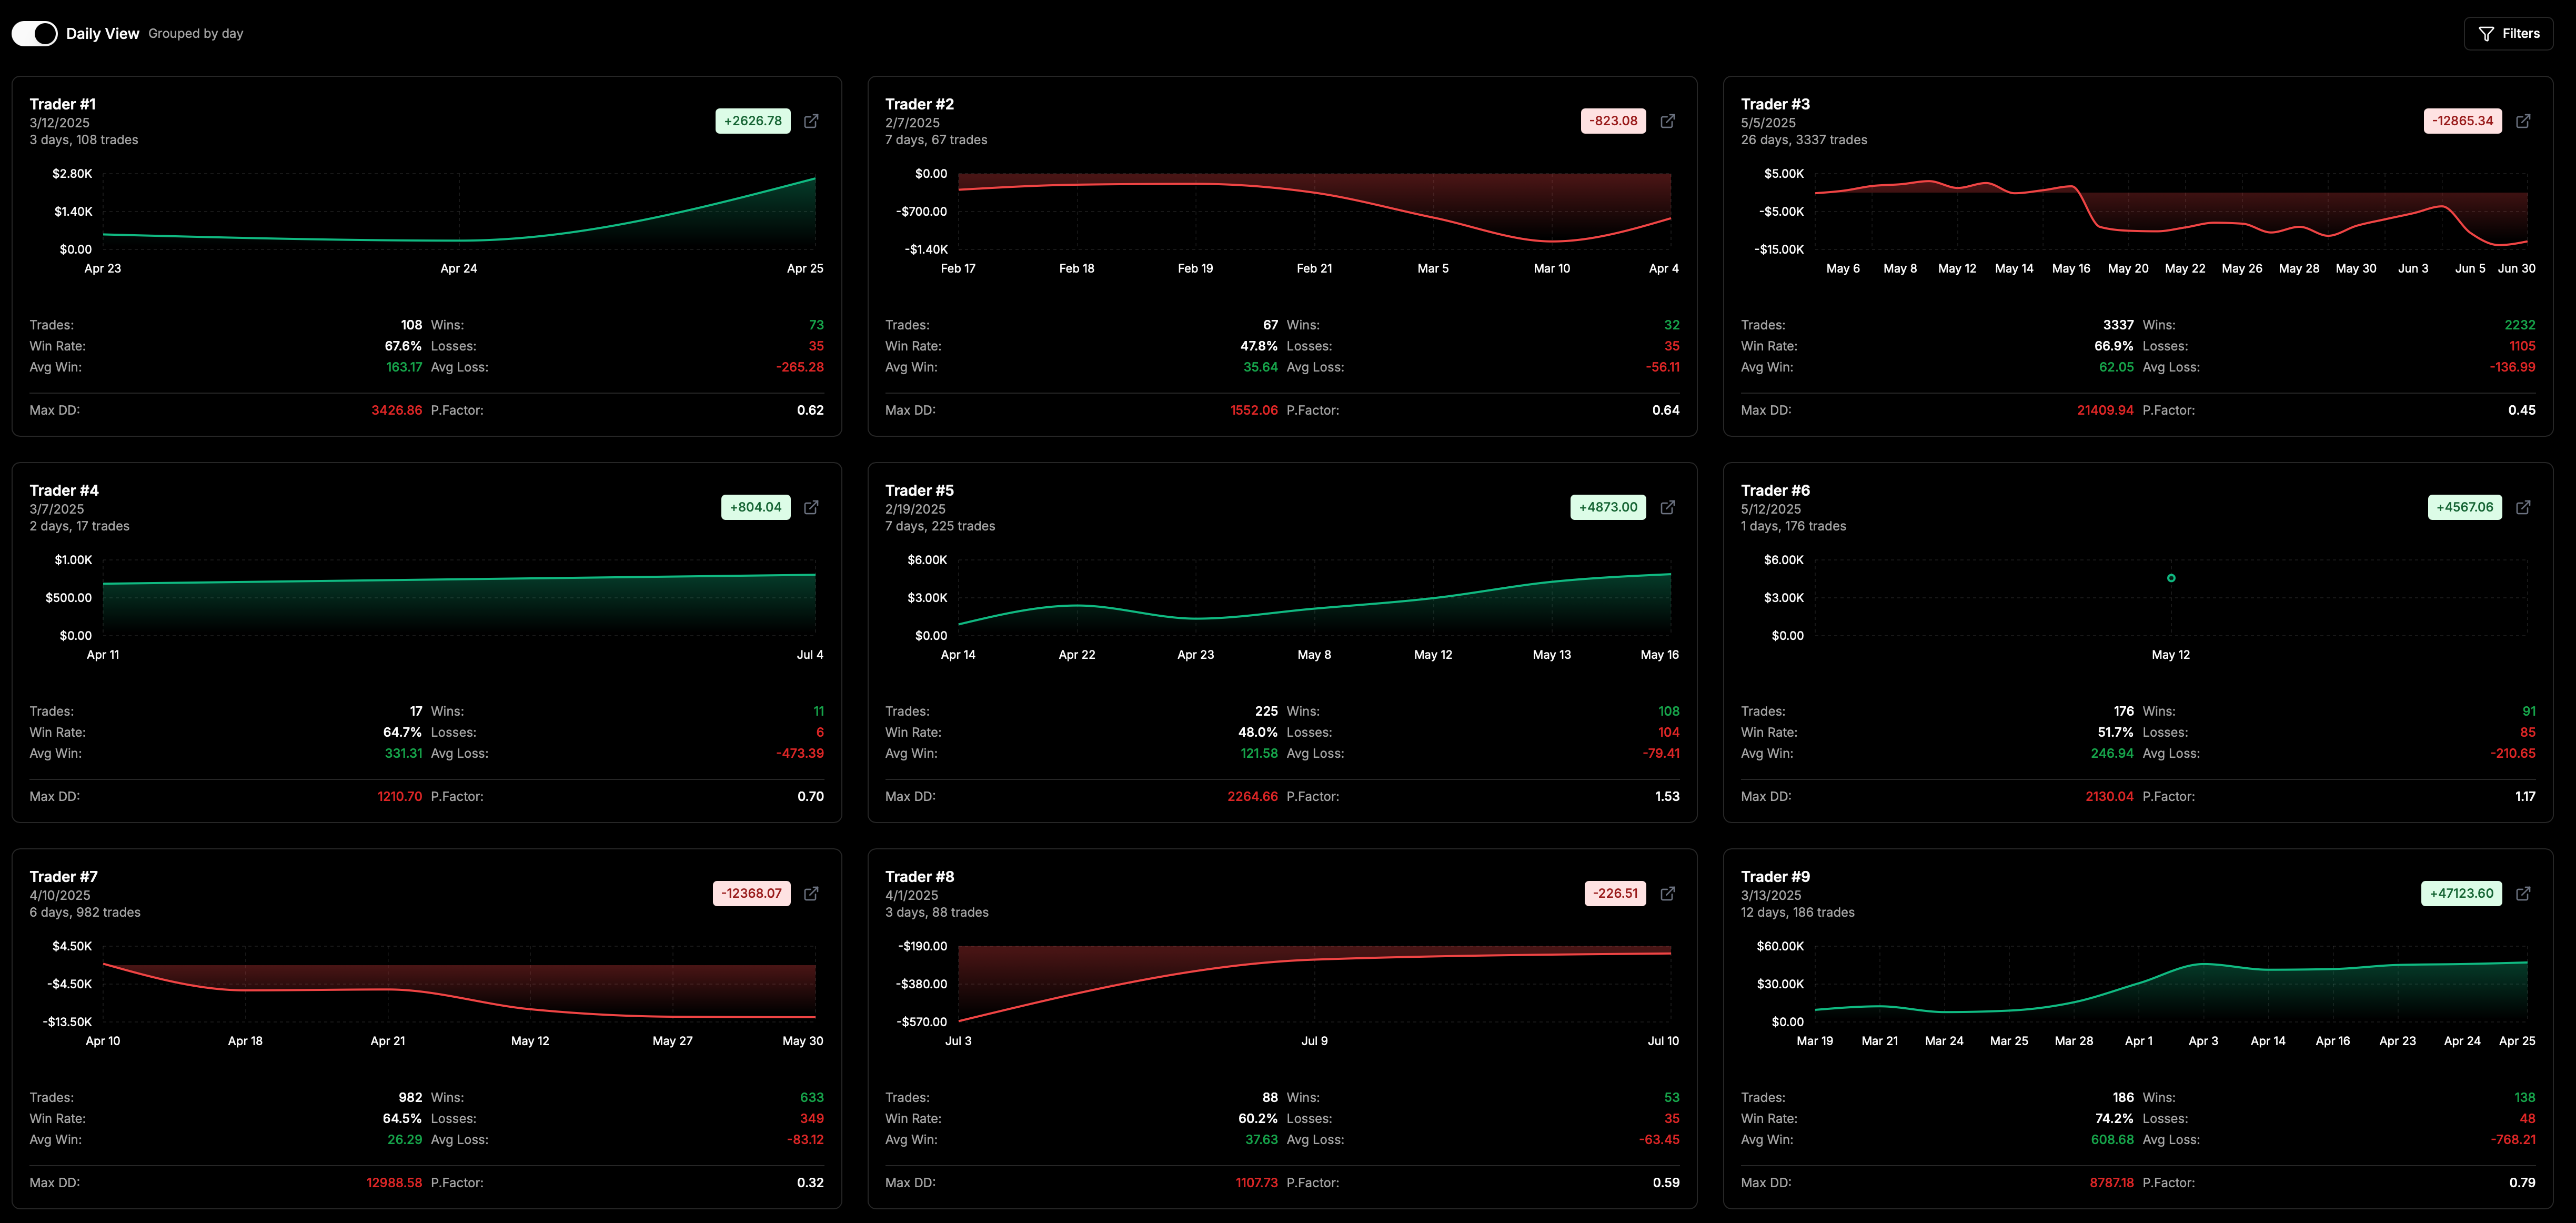 Daily View Grouped by day
Filters
Trader #1
3/12/2025
3 days, 108 trades
+2626.78
$2.80K
$1.40K
$0.00
Apr 23 Apr 24 Apr 25
Trades: 108 Wins: 73
Win Rate: 67.6% Losses: 35
Avg Win: 163.17 Avg Loss: -265.28
Max DD: 3426.86 P.Factor: 0.62
Trader #2
2/7/2025
7 days, 67 trades
-823.08
$0.00
-$700.00
-$1.40K
Feb 17 Feb 18 Feb 19 Feb 21 Mar 5 Mar 10 Apr 4
Trades: 67 Wins: 32
Win Rate: 47.8% Losses: 35
Avg Win: 35.64 Avg Loss: -56.11
Max DD: 1552.06 P.Factor: 0.64
Trader #3
5/5/2025
26 days, 3337 trades
-12865.34
$5.00K
-$5.00K
-$15.00K
May 6 May 8 May 12 May 14 May 16 May 20 May 22 May 26 May 28 May 30 Jun 3 Jun 5 Jun 30
Trades: 3337 Wins: 2232
Win Rate: 66.9% Losses: 1105
Avg Win: 62.05 Avg Loss: -136.99
Max DD: 21409.94 P.Factor: 0.45
Trader #4
3/7/2025
2 days, 17 trades
+804.04
$1.00K
$500.00
$0.00
Apr 11 Jul 4
Trades: 17 Wins: 11
Win Rate: 64.7% Losses: 6
Avg Win: 331.31 Avg Loss: -473.39
Max DD: 1210.70 P.Factor: 0.70
Trader #5
2/19/2025
7 days, 225 trades
+4873.00
$6.00K
$3.00K
$0.00
Apr 14 Apr 22 Apr 23 May 8 May 12 May 13 May 16
Trades: 225 Wins: 108
Win Rate: 48.0% Losses: 104
Avg Win: 121.58 Avg Loss: -79.41
Max DD: 2264.66 P.Factor: 1.53
Trader #6
5/12/2025
1 days, 176 trades
+4567.06
$6.00K
$3.00K
$0.00
May 12
Trades: 176 Wins: 91
Win Rate: 51.7% Losses: 85
Avg Win: 246.94 Avg Loss: -210.65
Max DD: 2130.04 P.Factor: 1.17
Trader #7
4/10/2025
6 days, 982 trades
-12368.07
$4.50K
-$4.50K
-$13.50K
Apr 10 Apr 18 Apr 21 May 12 May 27 May 30
Trades: 982 Wins: 633
Win Rate: 64.5% Losses: 349
Avg Win: 26.29 Avg Loss: -83.12
Max DD: 12988.58 P.Factor: 0.32
Trader #8
4/1/2025
3 days, 88 trades
-226.51
-$190.00
-$380.00
-$570.00
Jul 3 Jul 9 Jul 10
Trades: 88 Wins: 53
Win Rate: 60.2% Losses: 35
Avg Win: 37.63 Avg Loss: -63.45
Max DD: 1107.73 P.Factor: 0.59
Trader #9
3/13/2025
12 days, 186 trades
+47123.60
$60.00K
$30.00K
$0.00
Mar 19 Mar 21 Mar 24 Mar 25 Mar 28 Apr 1 Apr 3 Apr 14 Apr 16 Apr 23 Apr 24 Apr 25
Trades: 186 Wins: 138
Win Rate: 74.2% Losses: 48
Avg Win: 608.68 Avg Loss: -768.21
Max DD: 8787.18 P.Factor: 0.79